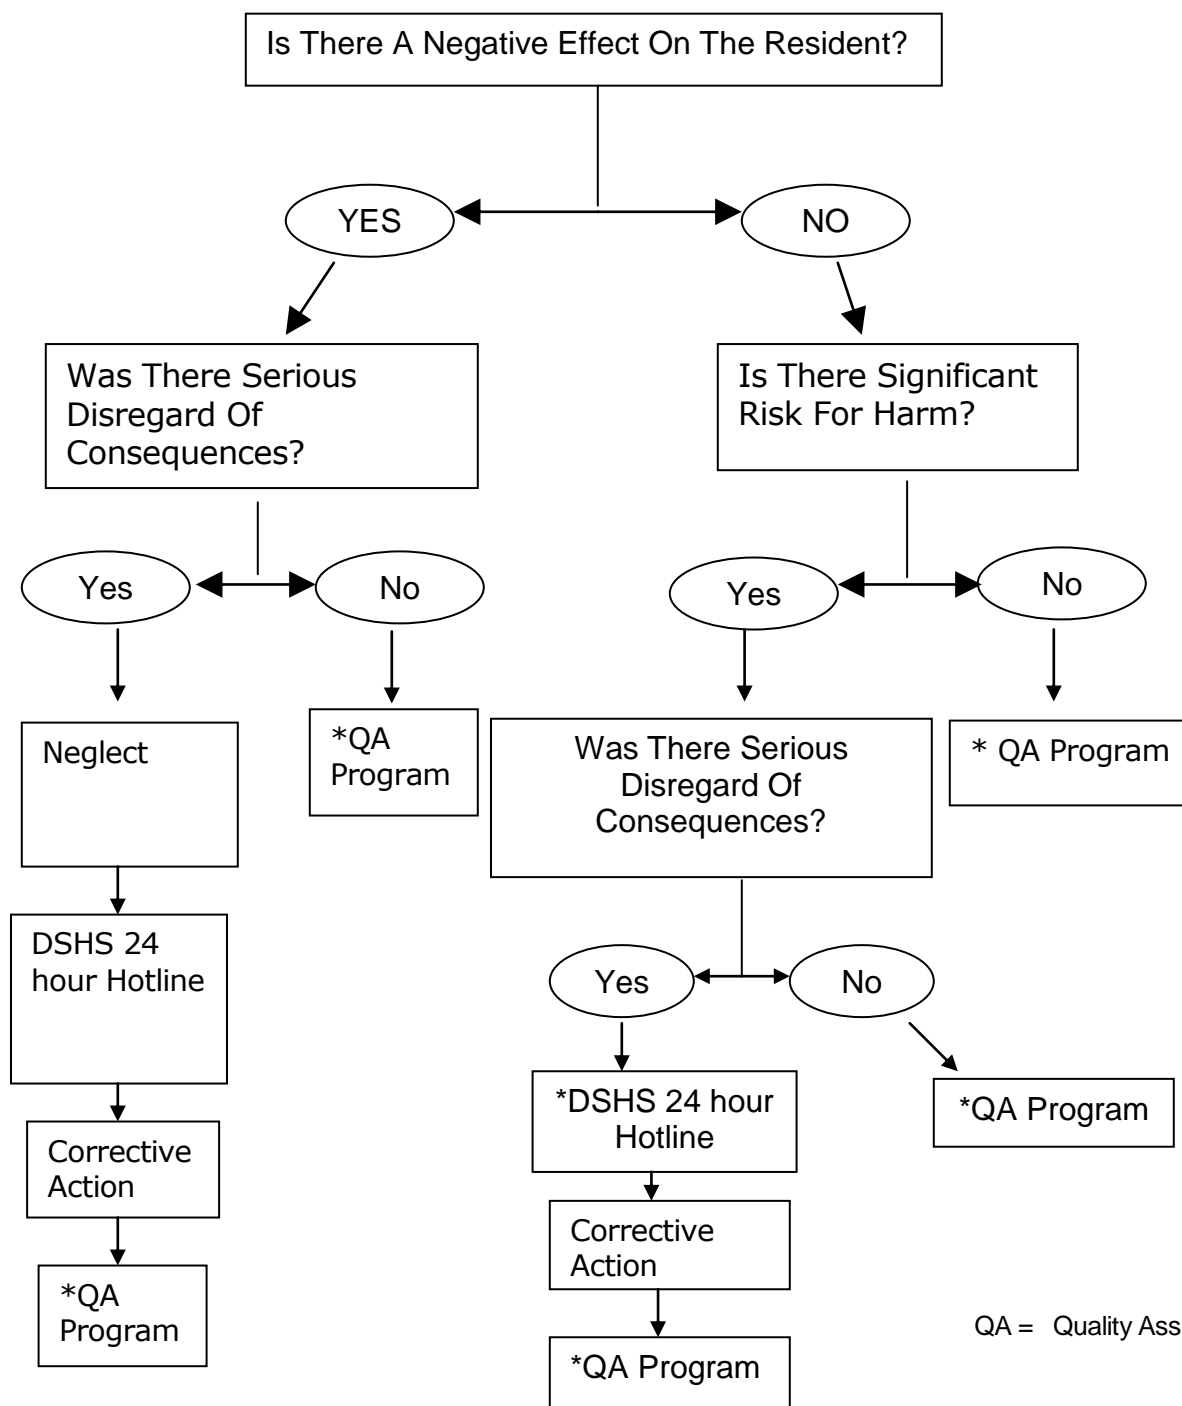 Is There A Negative Effect On The Resident?
YES
NO
Was There Serious
Disregard Of
Consequences?
Is There Significant
Risk For Harm?
Yes
No
Yes
No
Neglect
*QA
Program
Was There Serious
Disregard Of
Consequences?
* QA Program
DSHS 24
hour Hotline
Yes
No
*DSHS 24 hour
Hotline
*QA Program
Corrective
Action
Corrective
Action
*QA
Program
*QA Program
QA = Quality Ass